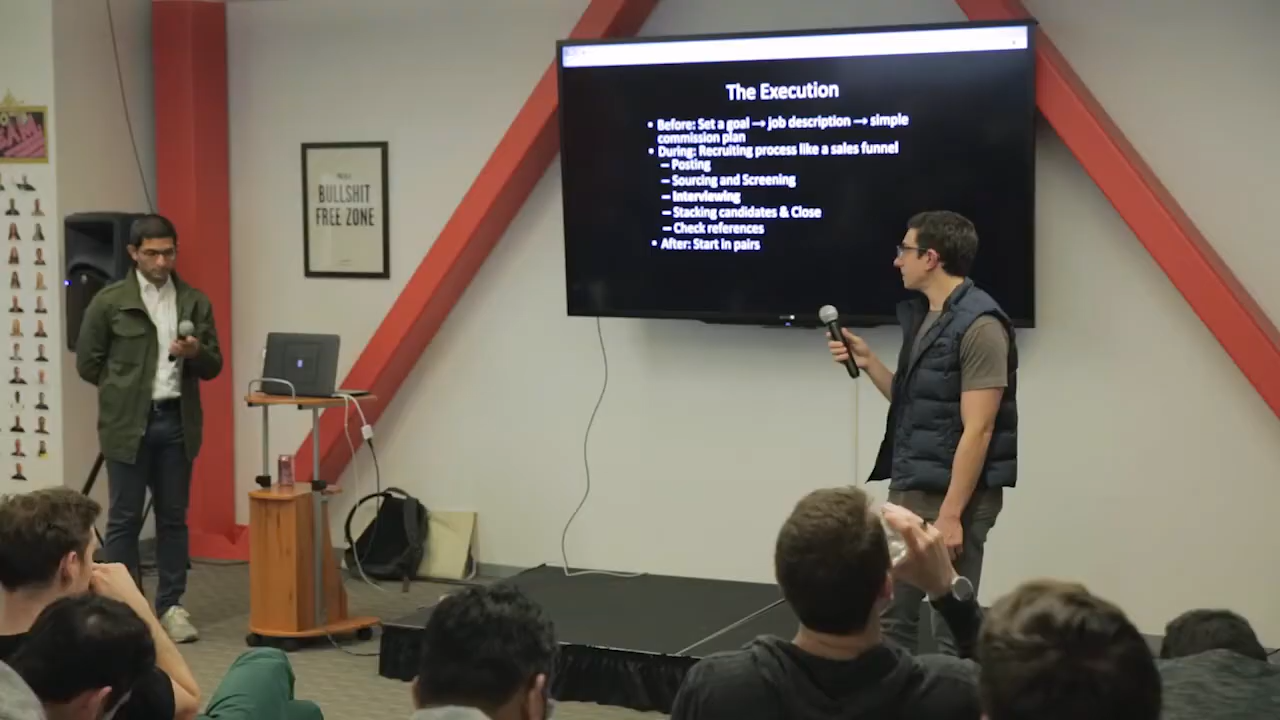 The Execution
• Before: Set a goal → job description → simple
commission plan
• During: Recruiting process like a sales funnel
– Posting
– Sourcing and Screening
– Interviewing
– Stacking candidates & Close
– Check references
• After: Start in pairs
BULLSHIT
FREE ZONE